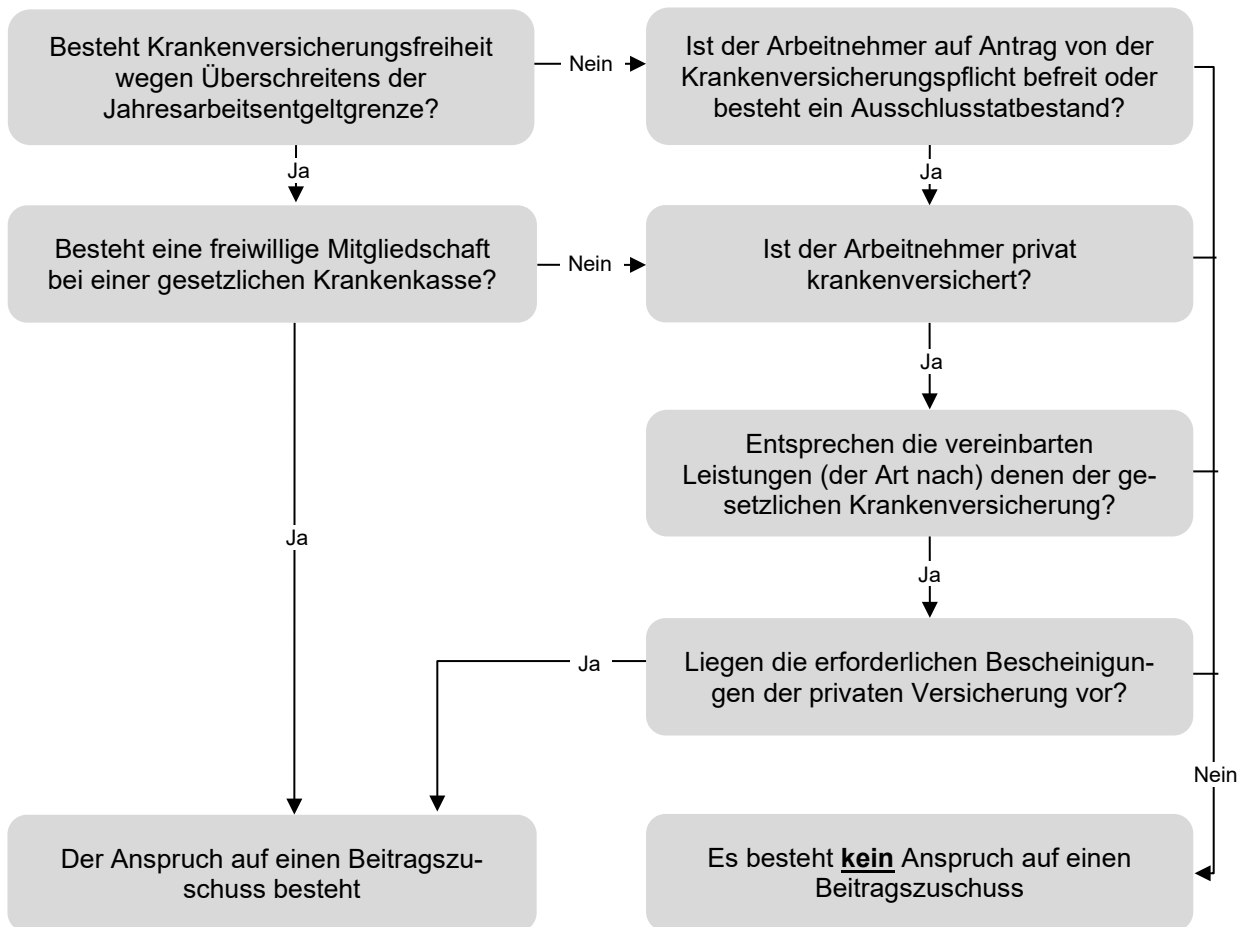 Besteht Krankenversicherungsfreiheit
wegen Überschreitens der
Jahresarbeitsentgeltgrenze?
Nein
Ist der Arbeitnehmer auf Antrag von der
Krankenversicherungspflicht befreit oder
besteht ein Ausschlusstatbestand?
Ja
Ja
Besteht eine freiwillige Mitgliedschaft
bei einer gesetzlichen Krankenkasse?
Nein
Ist der Arbeitnehmer privat
krankenversichert?
Ja
Entsprechen die vereinbarten
Leistungen (der Art nach) denen der ge-
setzlichen Krankenversicherung?
Ja
Ja
Liegen die erforderlichen Bescheinigun-
gen der privaten Versicherung vor?
Ja
Nein
Der Anspruch auf einen Beitragszu-
schuss besteht
Es besteht kein Anspruch auf einen
Beitragszuschuss